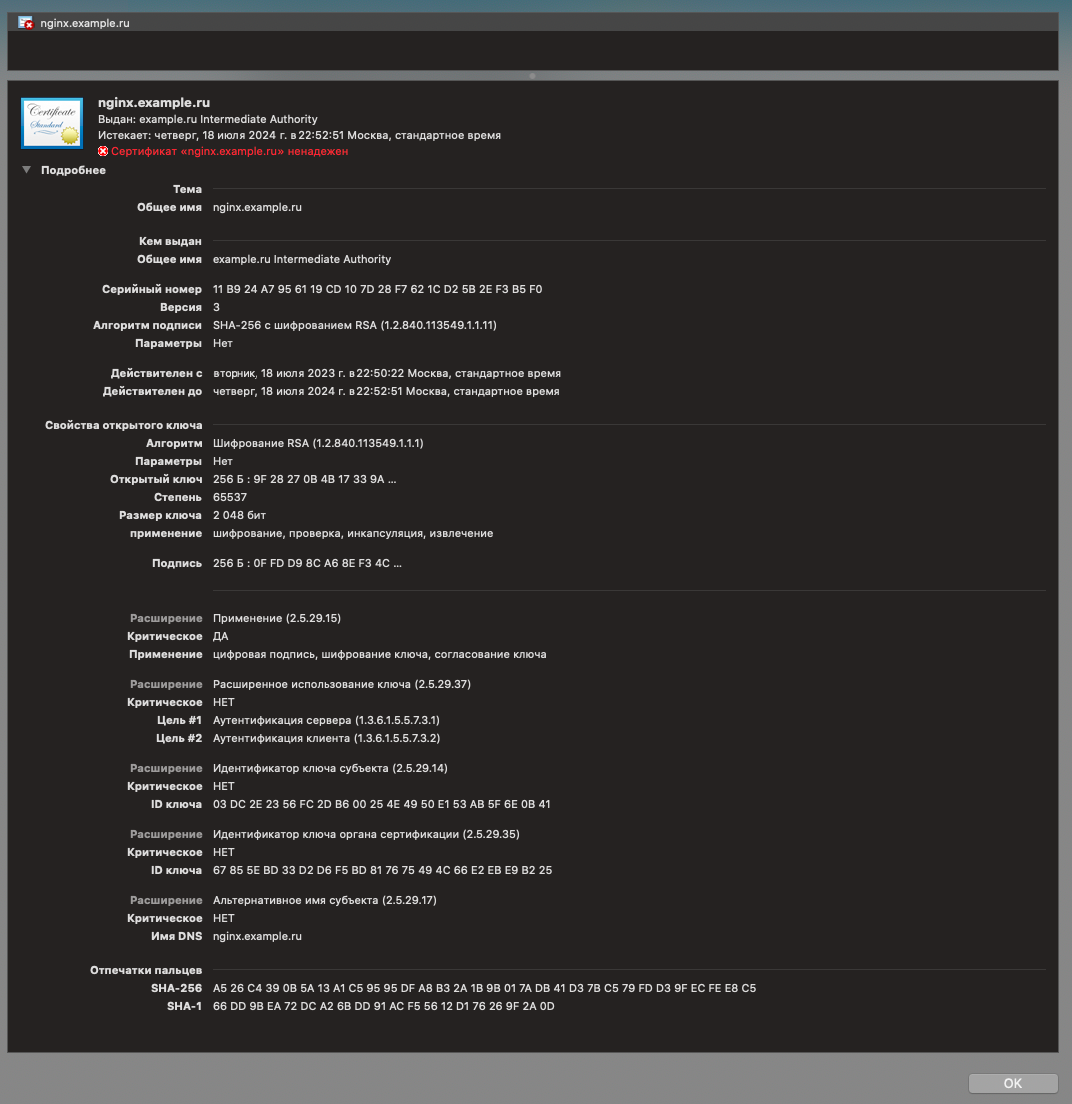 nginx.example.ru
Certificate
Standard
nginx.example.ru
Выдан: example.ru Intermediate Authority
Истекает: четверг, 18 июля 2024 г. в 22:52:51 Москва, стандартное время
Сертификат «nginx.example.ru» ненадежен
Подробнее
Тема
Общее имя nginx.example.ru
Кем выдан
Общее имя example.ru Intermediate Authority
Серийный номер 11 B9 24 A7 95 61 19 CD 10 7D 28 F7 62 1C D2 5B 2E F3 B5 F0
Версия 3
Алгоритм подписи SHA-256 с шифрованием RSA (1.2.840.113549.1.1.11)
Параметры Нет
Действителен с вторник, 18 июля 2023 г. в 22:50:22 Москва, стандартное время
Действителен до четверг, 18 июля 2024 г. в 22:52:51 Москва, стандартное время
Свойства открытого ключа
Алгоритм Шифрование RSA (1.2.840.113549.1.1.1)
Параметры Нет
Открытый ключ 256 Б : 9F 28 27 0B 4B 17 33 9A ...
Степень 65537
Размер ключа 2 048 бит
применение шифрование, проверка, инкапсуляция, извлечение
Подпись 256 Б : 0F FD D9 8C A6 8E F3 4C ...
Расширение Применение (2.5.29.15)
Критическое ДА
Применение цифровая подпись, шифрование ключа, согласование ключа
Расширение Расширенное использование ключа (2.5.29.37)
Критическое НЕТ
Цель #1 Аутентификация сервера (1.3.6.1.5.5.7.3.1)
Цель #2 Аутентификация клиента (1.3.6.1.5.5.7.3.2)
Расширение Идентификатор ключа субъекта (2.5.29.14)
Критическое НЕТ
ID ключа 03 DC 2E 23 56 FC 2D B6 00 25 4E 49 50 E1 53 AB 5F 6E 0B 41
Расширение Идентификатор ключа органа сертификации (2.5.29.35)
Критическое НЕТ
ID ключа 67 85 5E BD 33 D2 D6 F5 BD 81 76 75 49 4C 66 E2 EB E9 B2 25
Расширение Альтернативное имя субъекта (2.5.29.17)
Критическое НЕТ
Имя DNS nginx.example.ru
Отпечатки пальцев
SHA-256 A5 26 C4 39 0B 5A 13 A1 C5 95 95 DF A8 B3 2A 1B 9B 01 7A DB 41 D3 7B C5 79 FD D3 9F EC FE E8 C5
SHA-1 66 DD 9B EA 72 DC A2 6B DD 91 AC F5 56 12 D1 76 26 9F 2A 0D
OK